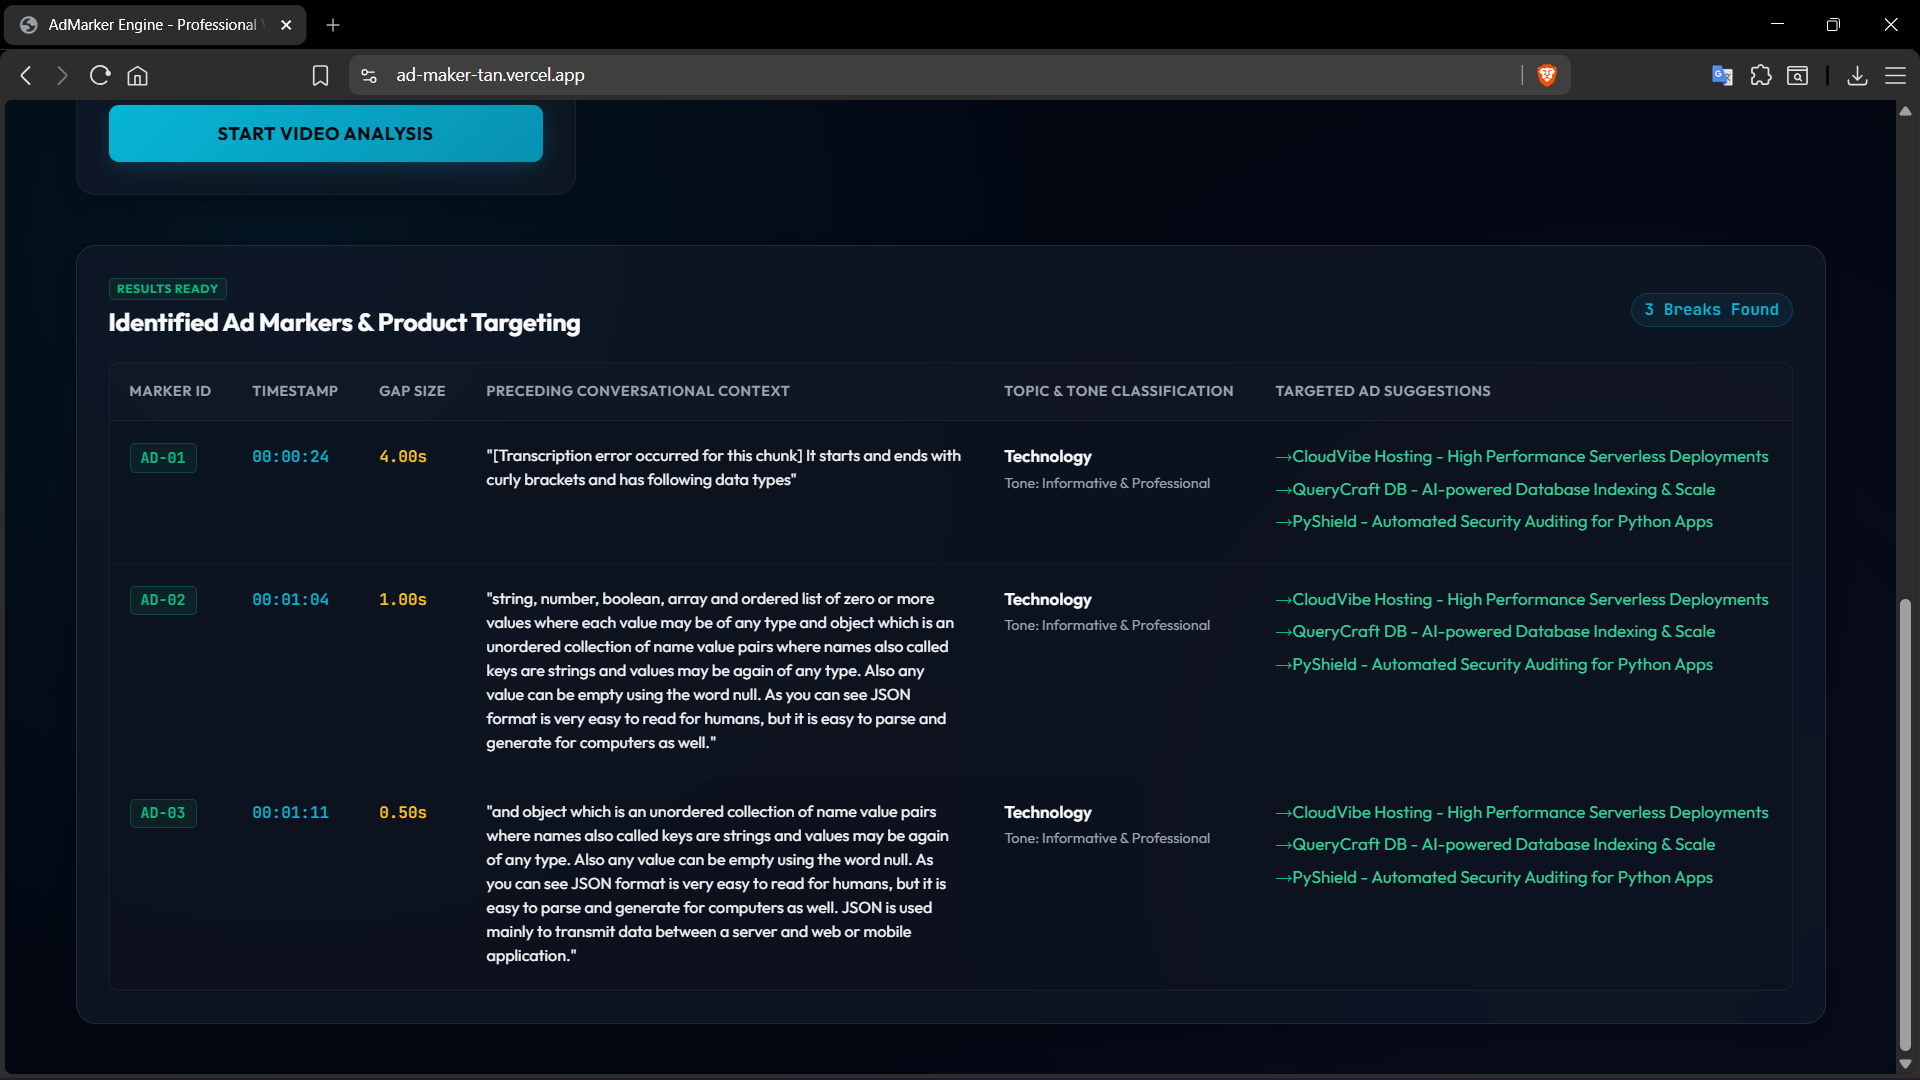 AdMarker Engine - Professional
ad-maker-tan.vercel.app
START VIDEO ANALYSIS
RESULTS READY
Identified Ad Markers & Product Targeting
3 Breaks Found
MARKER ID TIMESTAMP GAP SIZE PRECEDING CONVERSATIONAL CONTEXT TOPIC & TONE CLASSIFICATION TARGETED AD SUGGESTIONS
AD-01 00:00:24 4.00s
"[Transcription error occurred for this chunk] It starts and ends with
curly brackets and has following data types"
Technology
Tone: Informative & Professional
→CloudVibe Hosting - High Performance Serverless Deployments
→QueryCraft DB - AI-powered Database Indexing & Scale
→PyShield - Automated Security Auditing for Python Apps
AD-02 00:01:04 1.00s
"string, number, boolean, array and ordered list of zero or more
values where each value may be of any type and object which is an
unordered collection of name value pairs where names also called
keys are strings and values may be again of any type. Also any
value can be empty using the word null. As you can see JSON
format is very easy to read for humans, but it is easy to parse and
generate for computers as well."
Technology
Tone: Informative & Professional
→CloudVibe Hosting - High Performance Serverless Deployments
→QueryCraft DB - AI-powered Database Indexing & Scale
→PyShield - Automated Security Auditing for Python Apps
AD-03 00:01:11 0.50s
"and object which is an unordered collection of name value pairs
where names also called keys are strings and values may be again
of any type. Also any value can be empty using the word null. As
you can see JSON format is very easy to read for humans, but it is
easy to parse and generate for computers as well. JSON is used
mainly to transmit data between a server and web or mobile
application."
Technology
Tone: Informative & Professional
→CloudVibe Hosting - High Performance Serverless Deployments
→QueryCraft DB - AI-powered Database Indexing & Scale
→PyShield - Automated Security Auditing for Python Apps